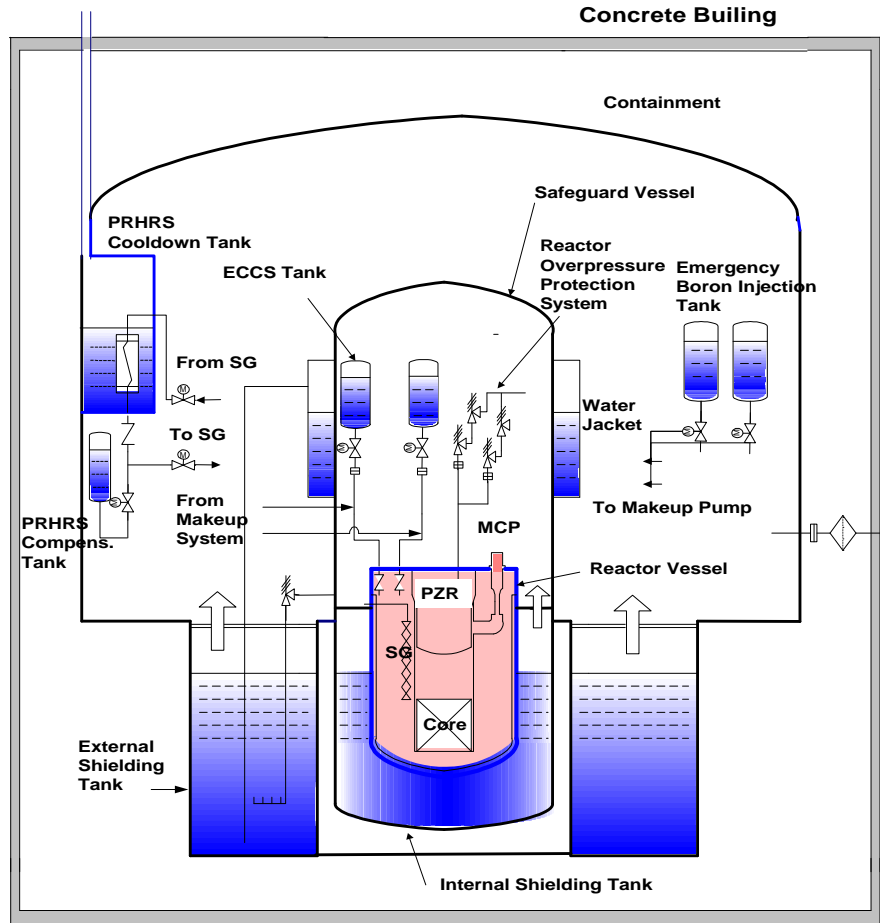 Concrete Builing
Containment
Safeguard Vessel
PRHRS
Cooldown Tank
Reactor
Overpressure
Protection
System
ECCS Tank
Emergency
Boron Injection
Tank
M
From SG
Water
Jacket
M
To SG
M
M
M
M
M
From
Makeup
System
To Makeup Pump
PRHRS
Compens.
Tank
MCP
Reactor Vessel
PZR
SG
Core
External
Shielding
Tank
Internal Shielding Tank